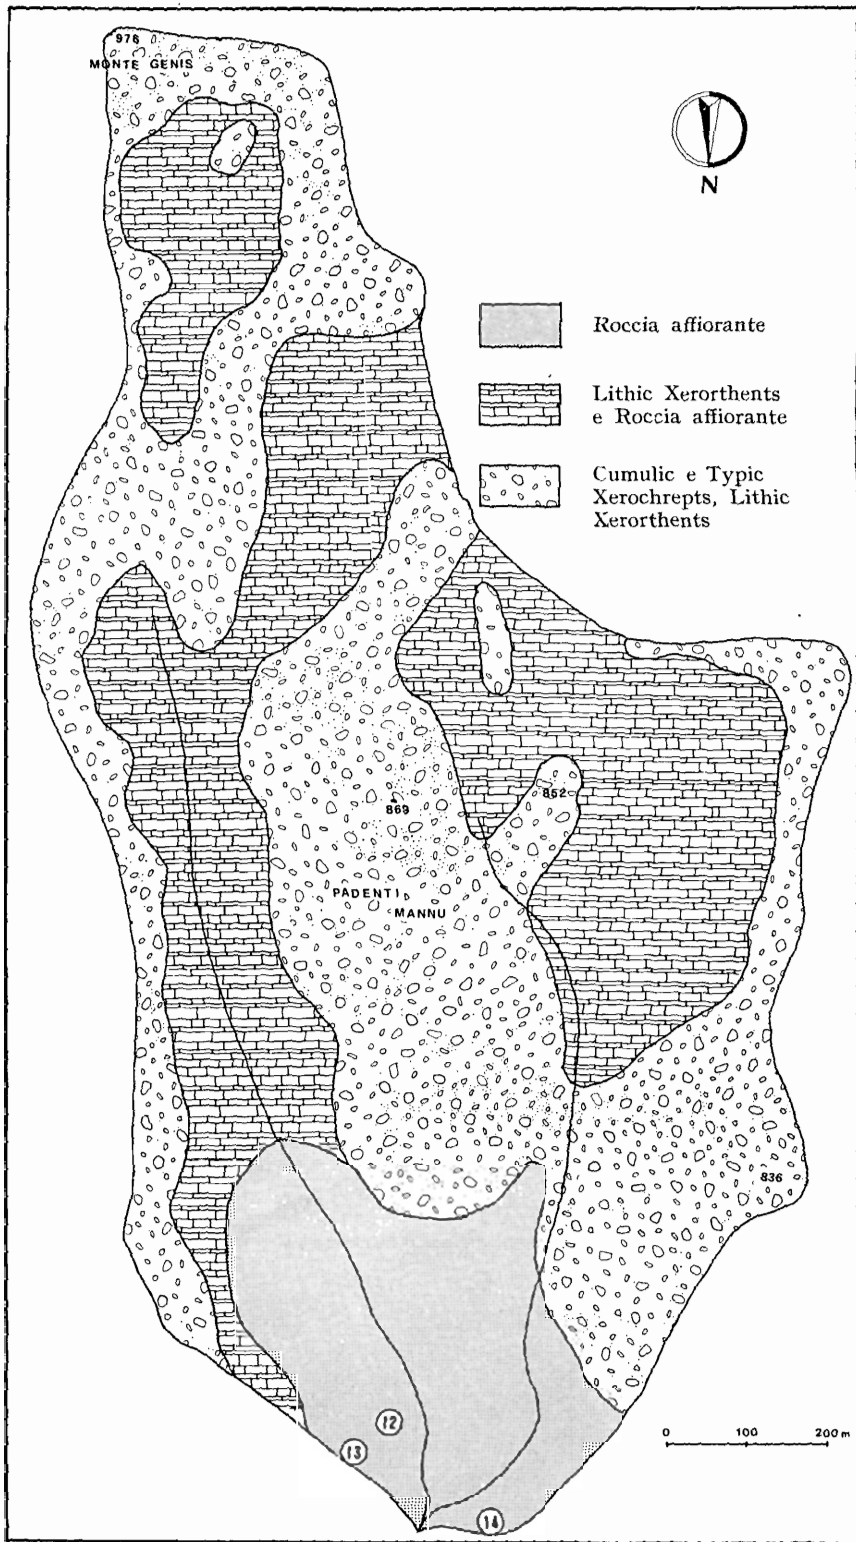 976
MONTE GENIS
N
Roccia affiorante
Lithic Xerorthents
e Roccia affiorante
Cumulic e Typic
Xerochrepts, Lithic
Xerorthents
852
869
PADENTI
MANNU
836
0 100 200 m
12
13
14